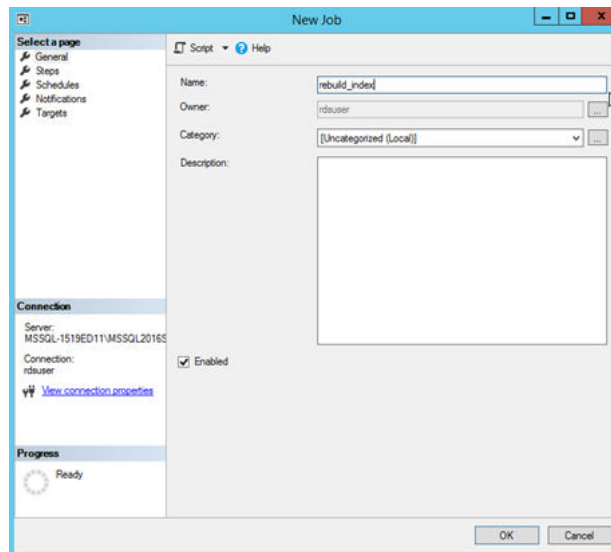 New Job
Select a page
General
Steps
Schedules
Notifications
Targets
Script Help
Name: rebuild_index
Owner: rdsuser ...
Category: [Uncategorized (Local)] ...
Description:
Enabled
Connection
Server:
MSSQL-1519ED11\MSSQL2016S
Connection:
rdsuser
View connection properties
Progress
Ready
OK Cancel